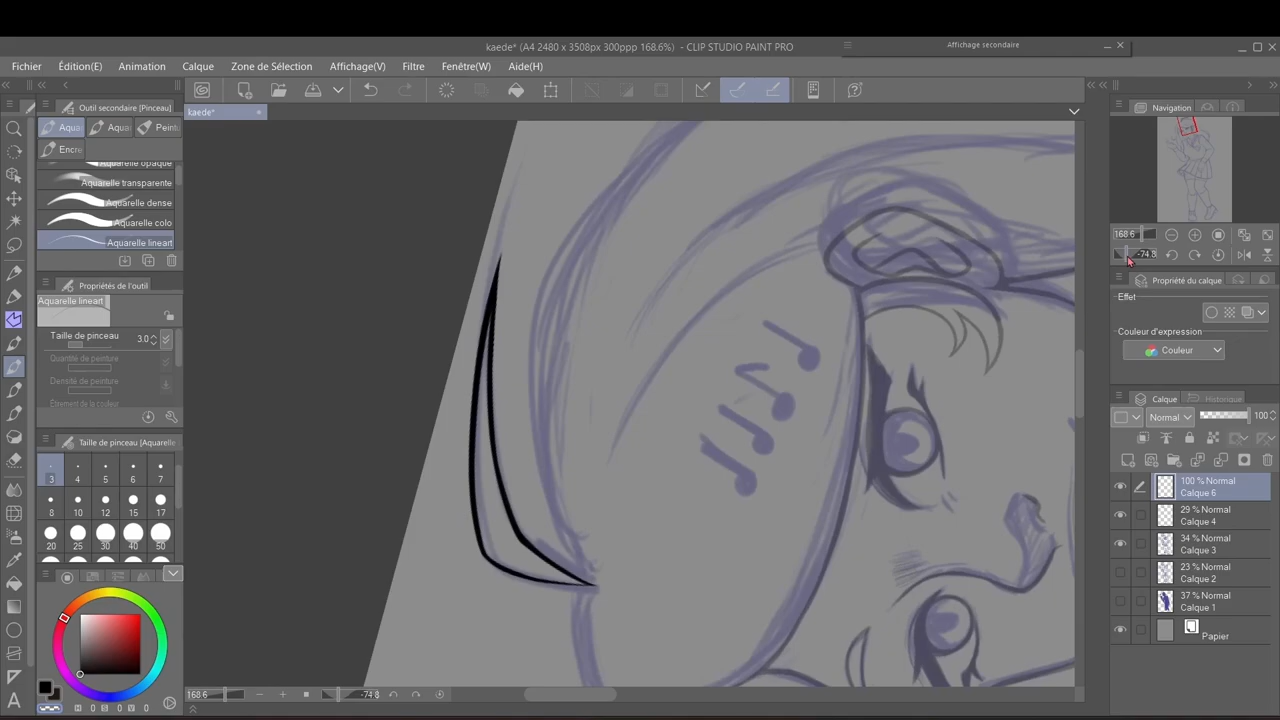 kaede* (A4 2480 x 3508px 300ppp 168.6%) - CLIP STUDIO PAINT PRO
Affichage secondaire
Fichier Édition(E) Animation Calque Zone de Sélection Affichage(V) Filtre Fenêtre(W) Aide(H)
Outil secondaire [Pinceau]
kaede*
Navigation
Aqua Aqua Peint
Encre
Aquarelle opaque
Aquarelle transparente
Aquarelle dense
Aquarelle colo
Aquarelle lineart
168.6
-74.8
Propriétés de l'outil
Propriété du calque
Aquarelle lineart
Effet
Taille de pinceau 3.0
Couleur d'expression
Quantité de peinture
Couleur
Densité de peinture
Étirement de la couleur
Calque Historique
Normal 100
Taille de pinceau [Aquarelle
3 4 5 6 7
8 10 12 15 17
20 25 30 40 50
100 % Normal
Calque 6
29 % Normal
Calque 4
34 % Normal
Calque 3
23 % Normal
Calque 2
37 % Normal
Calque 1
Papier
168.6 -74.8
H 0 S 0 V 0